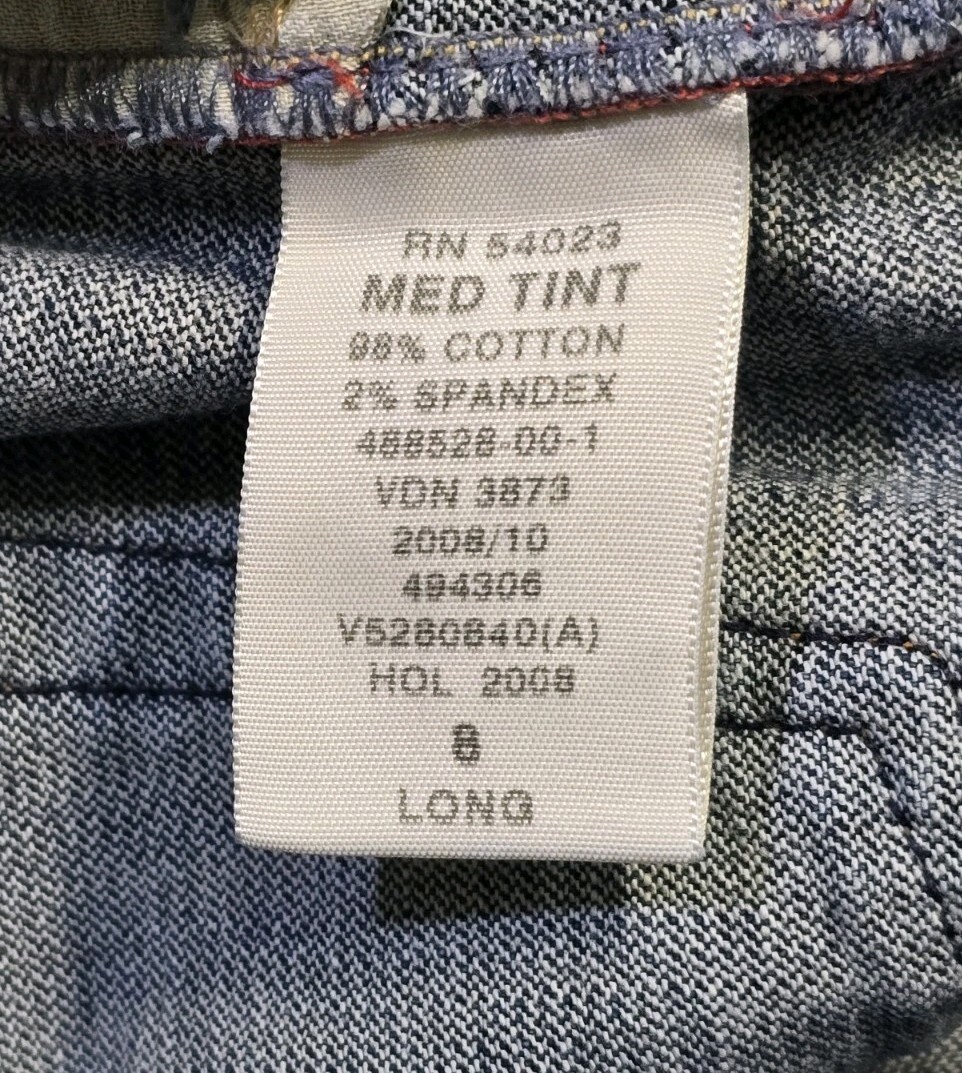 RN 54023
MED TINT
98% COTTON
2% SPANDEX
488528-00-1
VDN 3873
2008/10
494306
V5280840(A)
HOL 2008
8
LONG